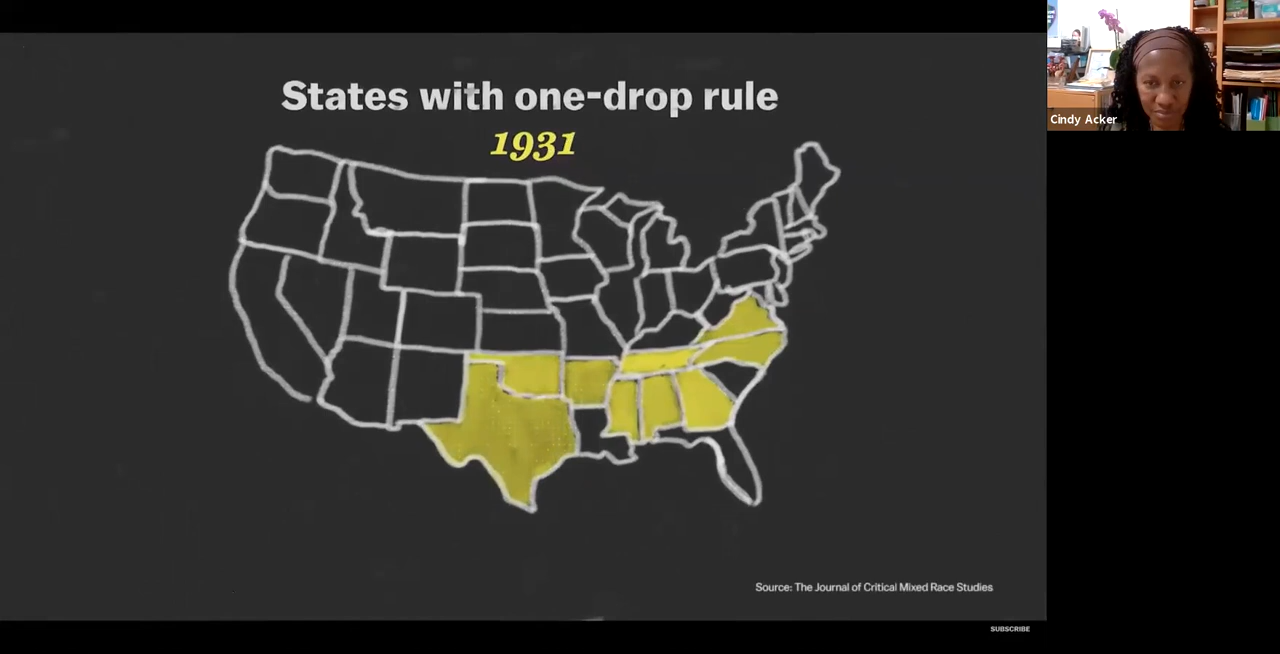 States with one-drop rule
1931
Cindy Acker
Source: The Journal of Critical Mixed Race Studies
SUBSCRIBE